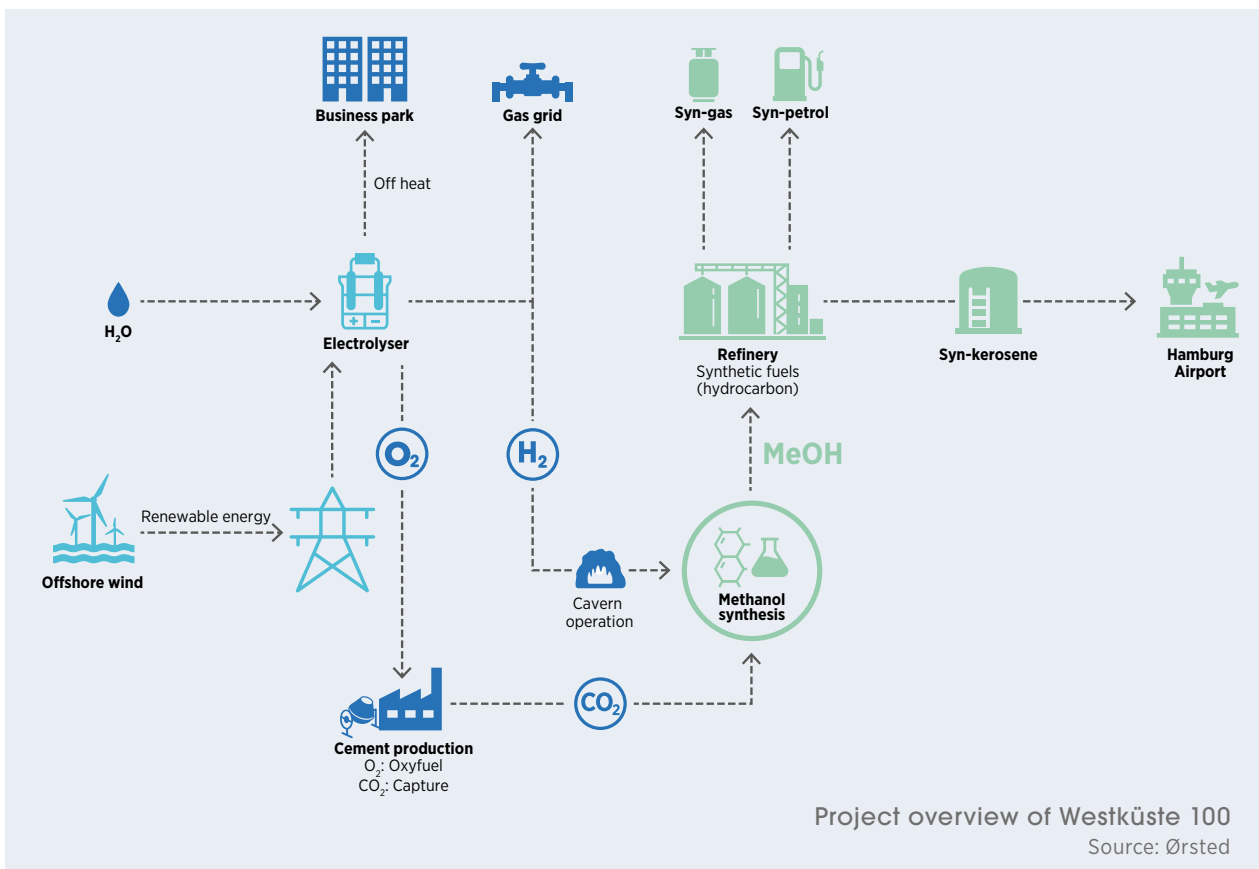 Business park
Gas grid
Syn-gas
Syn-petrol
Off heat
H₂O
Electrolyser
Refinery
Synthetic fuels
(hydrocarbon)
Syn-kerosene
Hamburg
Airport
O₂
H₂
MeOH
Renewable energy
Offshore wind
Cavern
operation
Methanol
synthesis
CO₂
Cement production
O₂: Oxyfuel
CO₂: Capture
Project overview of Westküste 100
Source: Ørsted